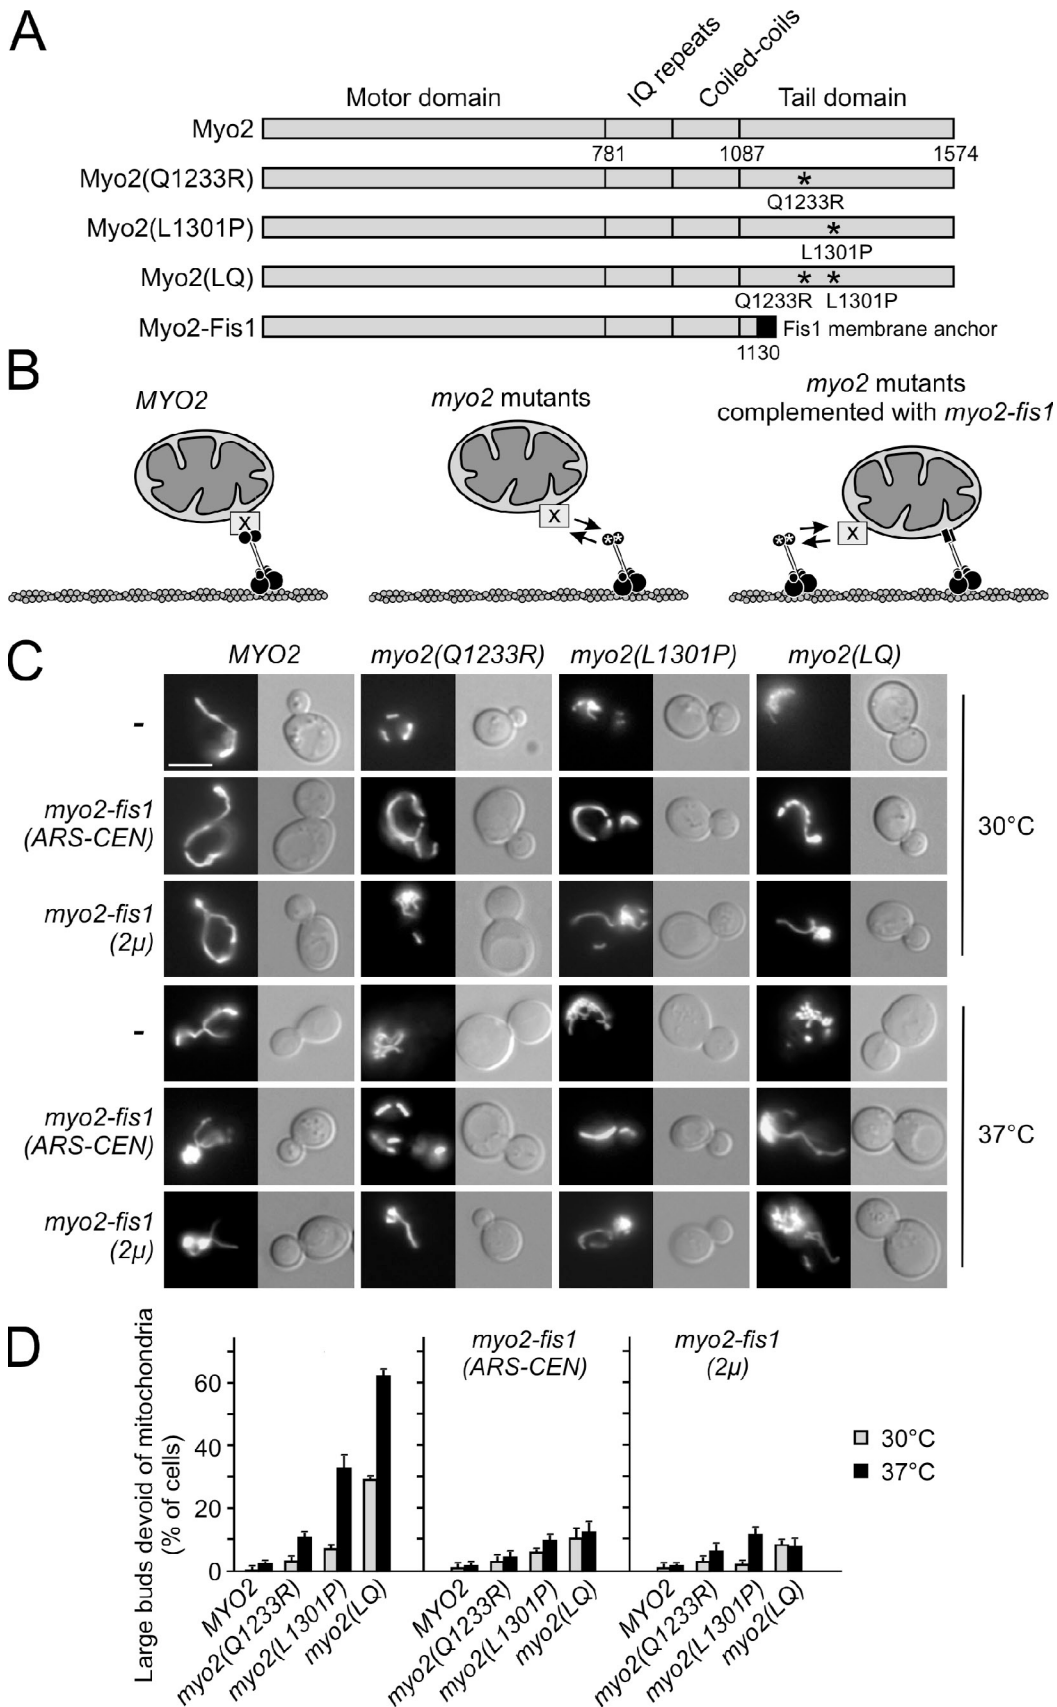 A
Motor domain
IQ repeats
Coiled-coils
Tail domain
Myo2
781
1087
1574
Myo2(Q1233R)
*
Q1233R
Myo2(L1301P)
*
L1301P
Myo2(LQ)
* *
Q1233R L1301P
Myo2-Fis1
Fis1 membrane anchor
1130
B
MYO2
myo2 mutants
myo2 mutants
complemented with myo2-fis1
X
X
X
* *
* *
C
MYO2
myo2(Q1233R)
myo2(L1301P)
myo2(LQ)
-
myo2-fis1
(ARS-CEN)
myo2-fis1
(2µ)
30°C
-
myo2-fis1
(ARS-CEN)
myo2-fis1
(2µ)
37°C
D
Large buds devoid of mitochondria
(% of cells)
60
40
20
0
myo2-fis1
(ARS-CEN)
myo2-fis1
(2µ)
30°C
37°C
MYO2
myo2(Q1233R)
myo2(L1301P)
myo2(LQ)
MYO2
myo2(Q1233R)
myo2(L1301P)
myo2(LQ)
MYO2
myo2(Q1233R)
myo2(L1301P)
myo2(LQ)